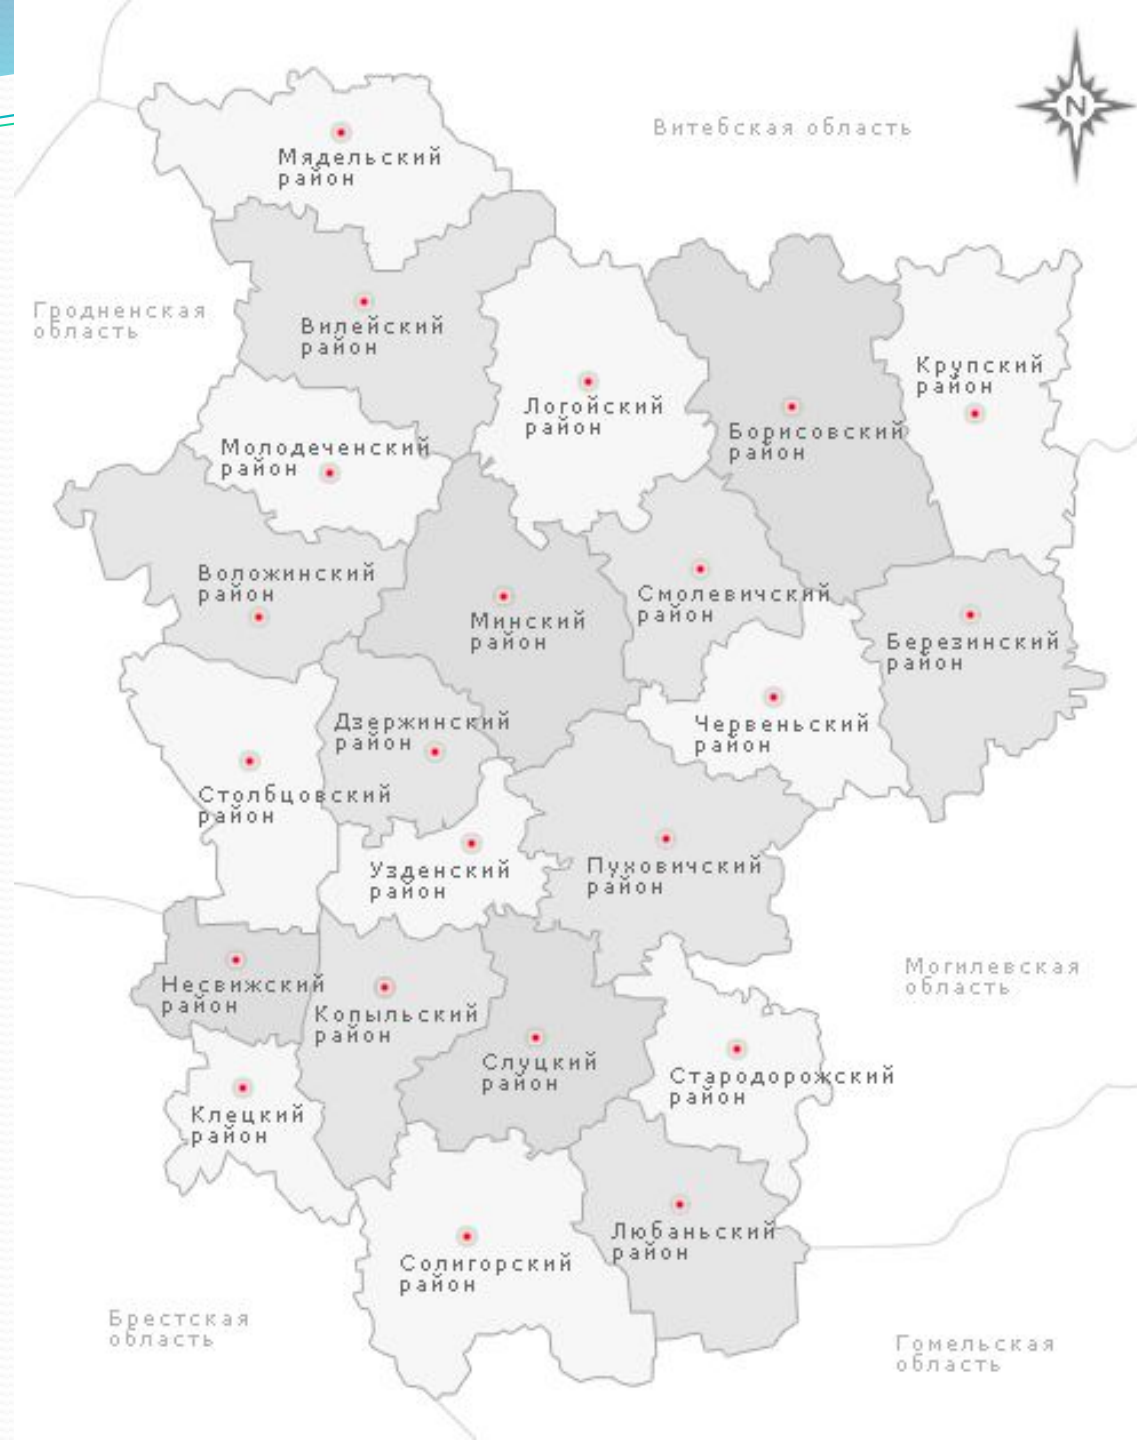 N
Витебская область
Мядельский
район
Гродненская
область
Вилейский
район
Крупский
район
Логойский
район
Борисовский
район
Молодеченский
район
Воложинский
район
Смолевичский
район
Минский
район
Березинский
район
Дзержинский
район
Червеньский
район
Столбцовский
район
Узденский
район
Пуховичский
район
Могилевская
область
Несвижский
район
Копыльский
район
Слуцкий
район
Стародорожский
район
Клецкий
район
Любаньский
район
Солигорский
район
Брестская
область
Гомельская
область